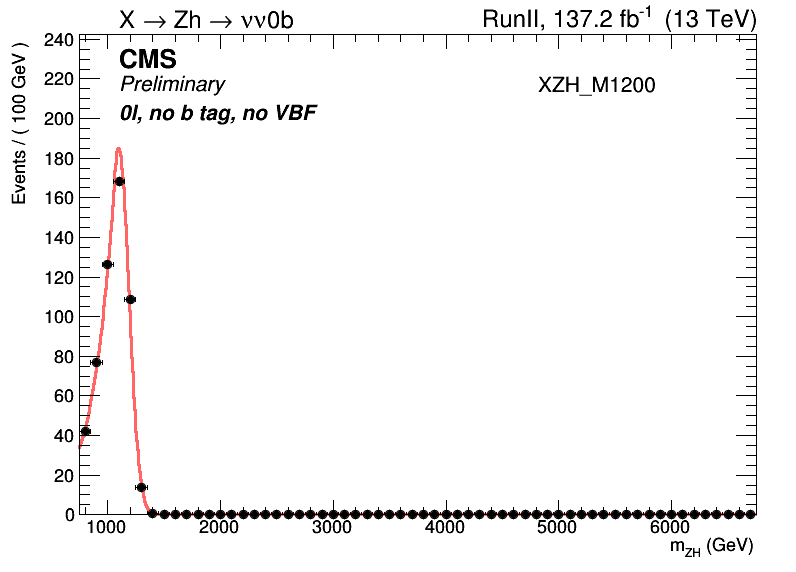 X → Zh → νν0b
RunII, 137.2 fb⁻¹ (13 TeV)
CMS
Preliminary
XZH_M1200
0l, no b tag, no VBF
Events / ( 100 GeV )
240
220
200
180
160
140
120
100
80
60
40
20
0
1000 2000 3000 4000 5000 6000
m_ZH (GeV)